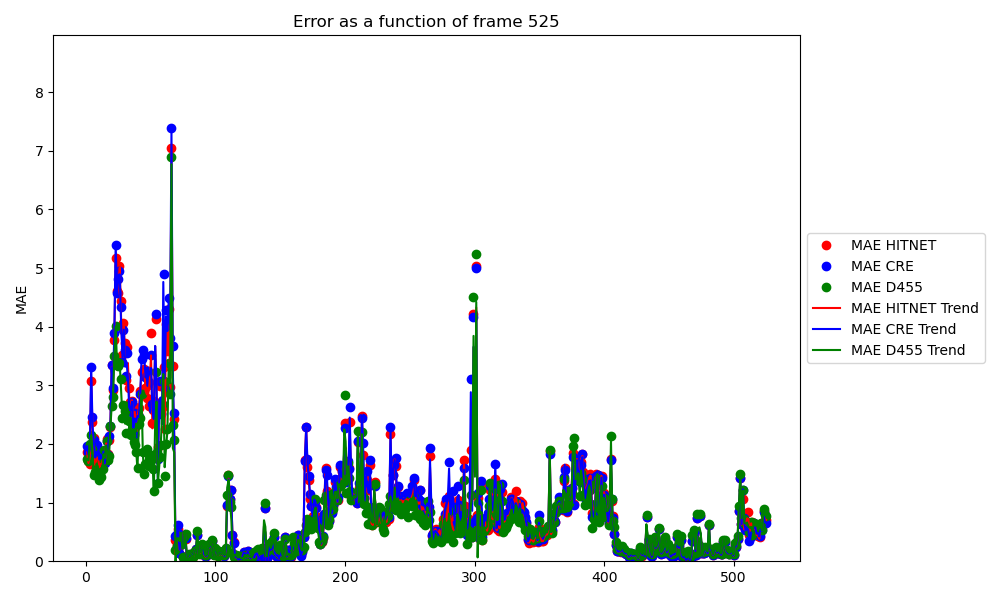 Error as a function of frame 525
MAE
8
7
6
5
4
3
2
1
0
0 100 200 300 400 500
MAE HITNET
MAE CRE
MAE D455
MAE HITNET Trend
MAE CRE Trend
MAE D455 Trend